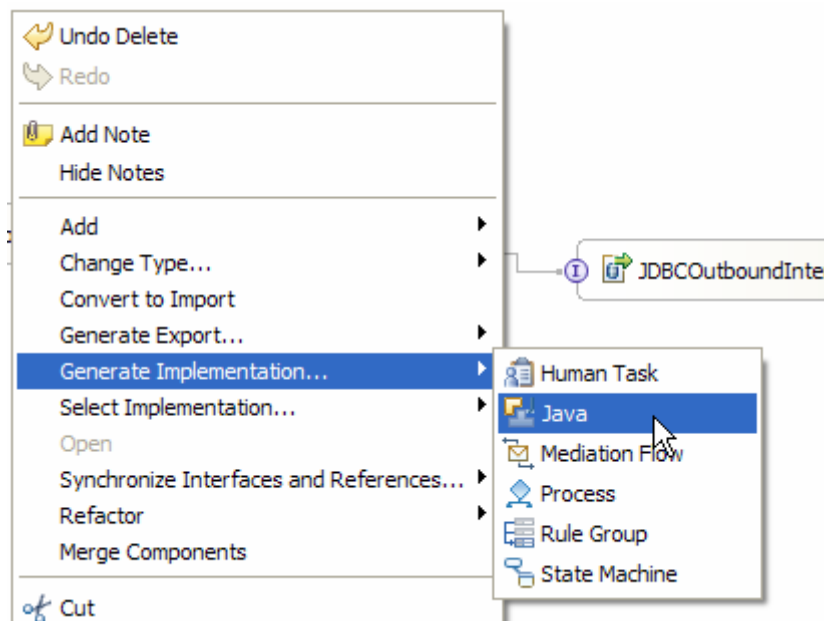 Undo Delete
Redo
Add Note
Hide Notes
Add
Change Type...
Convert to Import
Generate Export...
Generate Implementation...
Select Implementation...
Open
Synchronize Interfaces and References...
Refactor
Merge Components
Cut
Human Task
Java
Mediation Flow
Process
Rule Group
State Machine
I
JDBCOutboundInte